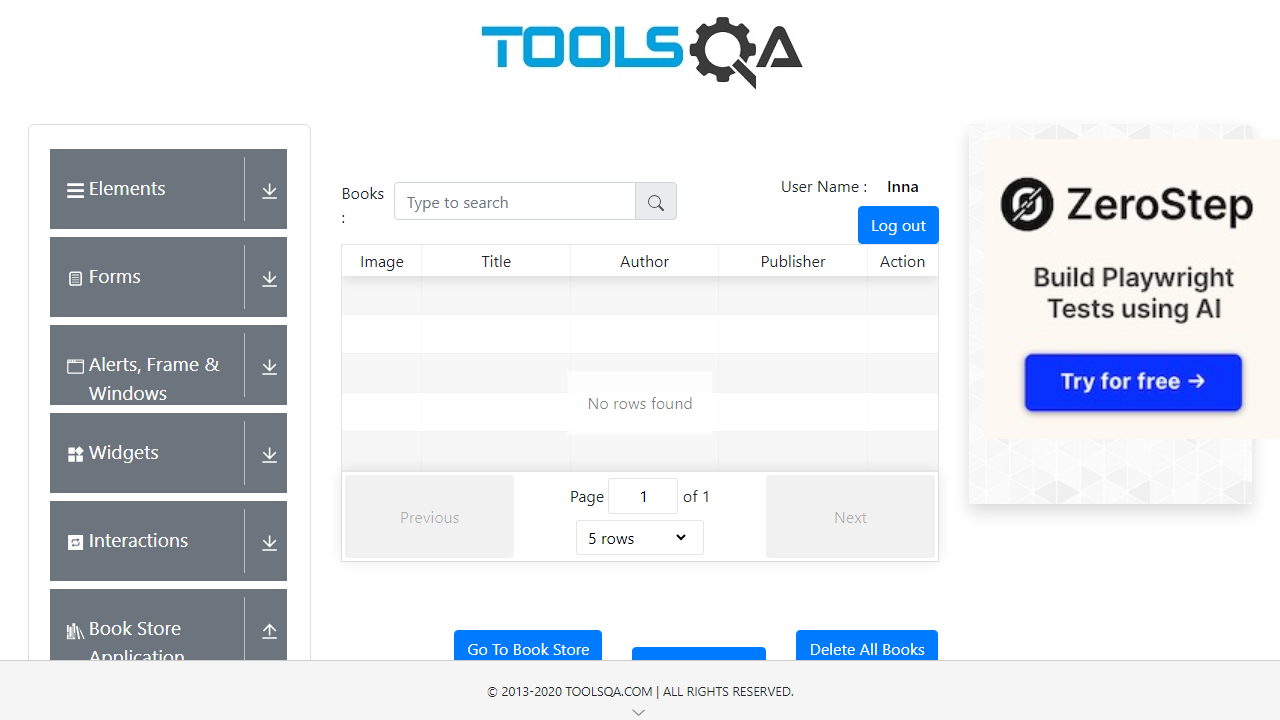 TOOLSQA
Elements
Forms
Alerts, Frame &
Windows
Widgets
Interactions
Book Store
Application
Books
:
Type to search
User Name :
Inna
Log out
Image
Title
Author
Publisher
Action
No rows found
Previous
Page 1 of 1
5 rows
Next
Go To Book Store
Delete All Books
ZeroStep
Build Playwright
Tests using AI
Try for free →
© 2013-2020 TOOLSQA.COM | ALL RIGHTS RESERVED.